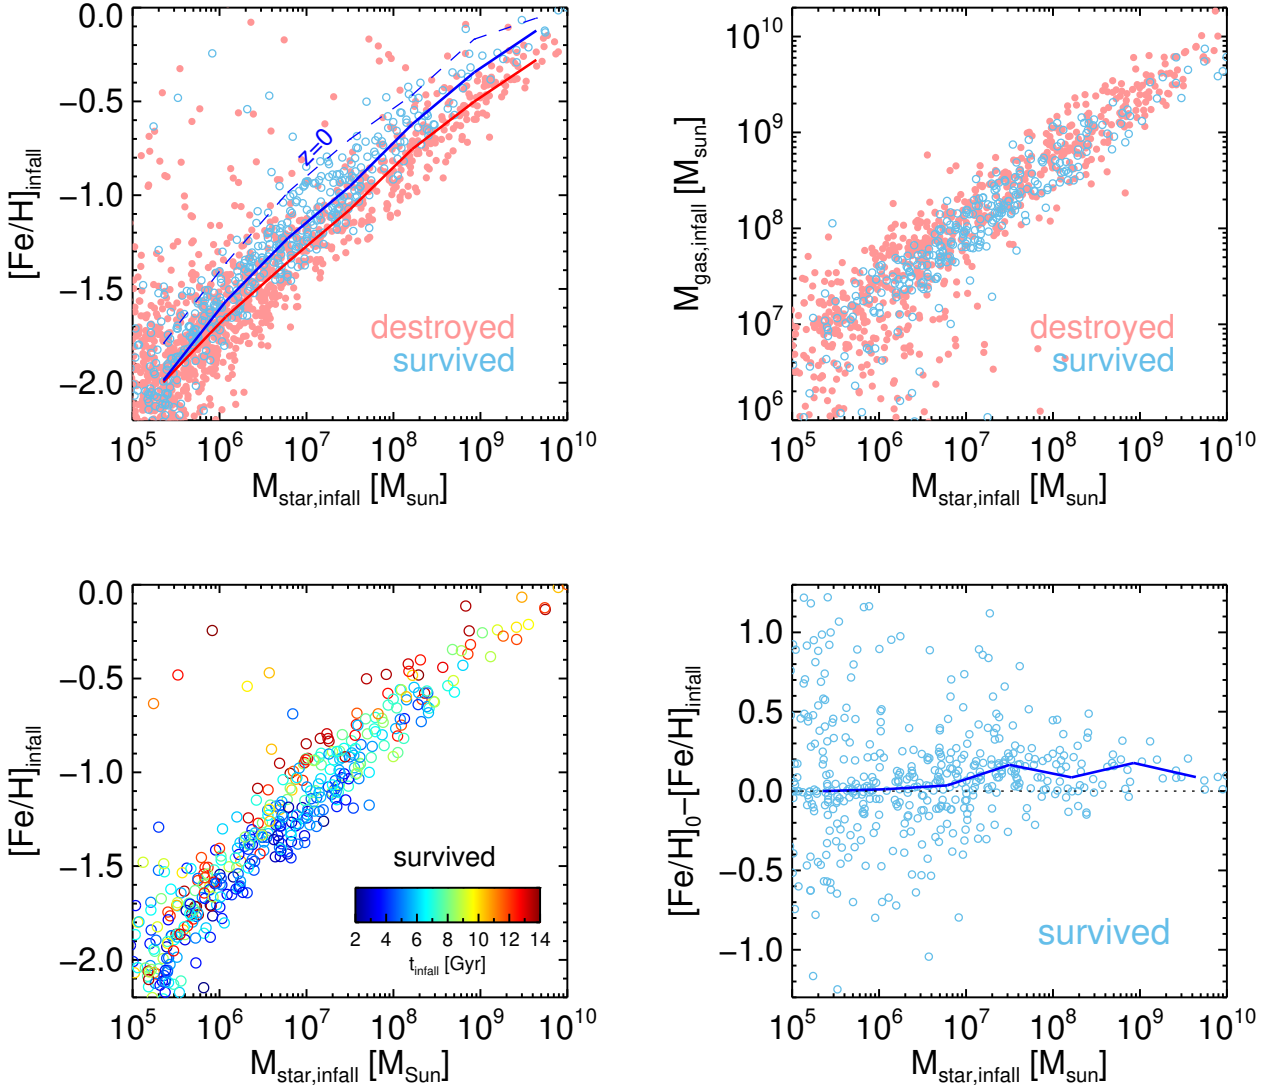 0.0
−0.5
−1.0
−1.5
−2.0
[Fe/H]infall
z=0
destroyed
survived
10^5 10^6 10^7 10^8 10^9 10^10
Mstar,infall [Msun]
10^10
10^9
10^8
10^7
10^6
Mgas,infall [Msun]
destroyed
survived
10^5 10^6 10^7 10^8 10^9 10^10
Mstar,infall [Msun]
0.0
−0.5
−1.0
−1.5
−2.0
[Fe/H]infall
survived
2 4 6 8 10 12 14
tinfall [Gyr]
10^5 10^6 10^7 10^8 10^9 10^10
Mstar,infall [MSun]
1.0
0.5
0.0
−0.5
−1.0
[Fe/H]0−[Fe/H]infall
survived
10^5 10^6 10^7 10^8 10^9 10^10
Mstar,infall [Msun]